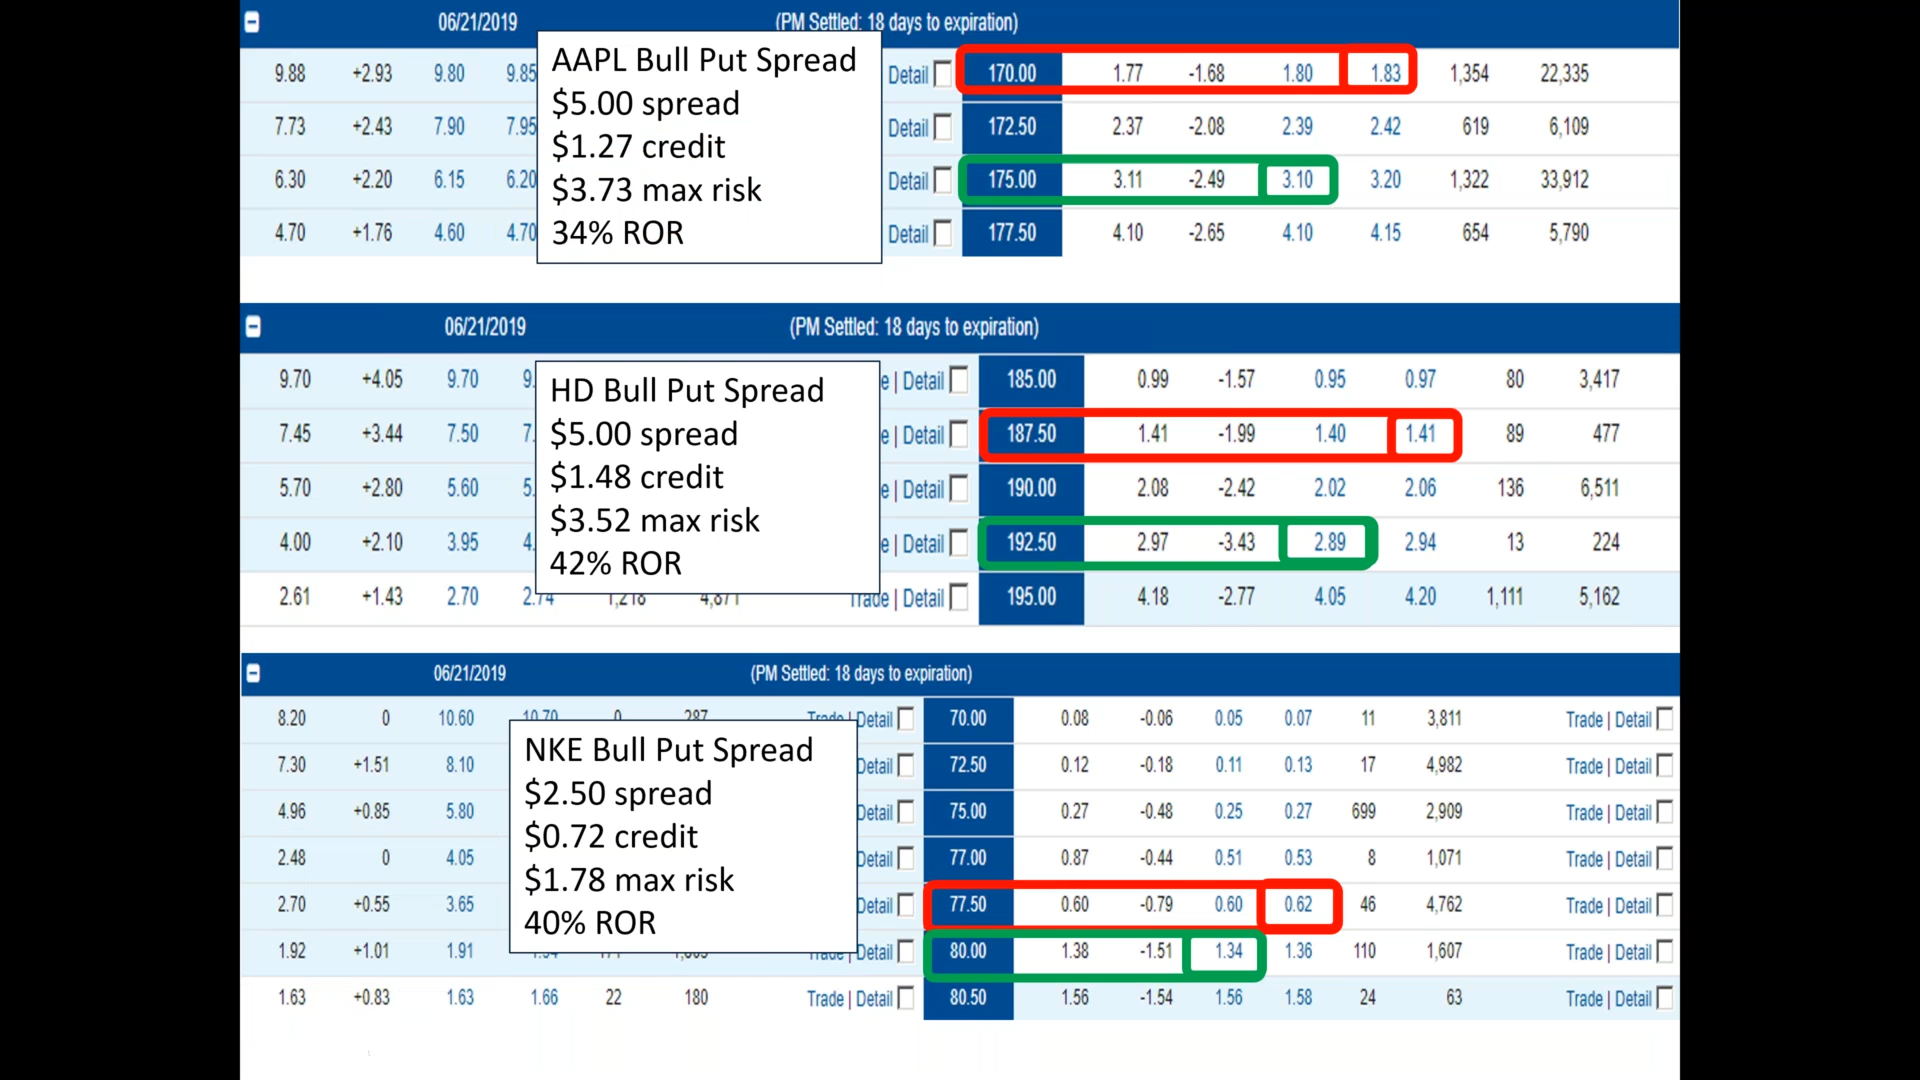 06/21/2019 (PM Settled: 18 days to expiration)
AAPL Bull Put Spread
$5.00 spread
$1.27 credit
$3.73 max risk
34% ROR
9.88 +2.93 9.80 9.85 Detail 170.00 1.77 -1.68 1.80 1.83 1,354 22,335
7.73 +2.43 7.90 7.95 Detail 172.50 2.37 -2.08 2.39 2.42 619 6,109
6.30 +2.20 6.15 6.20 Detail 175.00 3.11 -2.49 3.10 3.20 1,322 33,912
4.70 +1.76 4.60 4.70 Detail 177.50 4.10 -2.65 4.10 4.15 654 5,790
06/21/2019 (PM Settled: 18 days to expiration)
HD Bull Put Spread
$5.00 spread
$1.48 credit
$3.52 max risk
42% ROR
9.70 +4.05 9.70 9. e | Detail 185.00 0.99 -1.57 0.95 0.97 80 3,417
7.45 +3.44 7.50 7. e | Detail 187.50 1.41 -1.99 1.40 1.41 89 477
5.70 +2.80 5.60 5. e | Detail 190.00 2.08 -2.42 2.02 2.06 136 6,511
4.00 +2.10 3.95 4. e | Detail 192.50 2.97 -3.43 2.89 2.94 13 224
2.61 +1.43 2.70 2.74 1,218 4,871 Trade | Detail 195.00 4.18 -2.77 4.05 4.20 1,111 5,162
06/21/2019 (PM Settled: 18 days to expiration)
NKE Bull Put Spread
$2.50 spread
$0.72 credit
$1.78 max risk
40% ROR
8.20 0 10.60 10.70 0 287 Trade | Detail 70.00 0.08 -0.06 0.05 0.07 11 3,811 Trade | Detail
7.30 +1.51 8.10 Detail 72.50 0.12 -0.18 0.11 0.13 17 4,982 Trade | Detail
4.96 +0.85 5.80 Detail 75.00 0.27 -0.48 0.25 0.27 699 2,909 Trade | Detail
2.48 0 4.05 Detail 77.00 0.87 -0.44 0.51 0.53 8 1,071 Trade | Detail
2.70 +0.55 3.65 Detail 77.50 0.60 -0.79 0.60 0.62 46 4,762 Trade | Detail
1.92 +1.01 1.91 Trade | Detail 80.00 1.38 -1.51 1.34 1.36 110 1,607 Trade | Detail
1.63 +0.83 1.63 1.66 22 180 Trade | Detail 80.50 1.56 -1.54 1.56 1.58 24 63 Trade | Detail